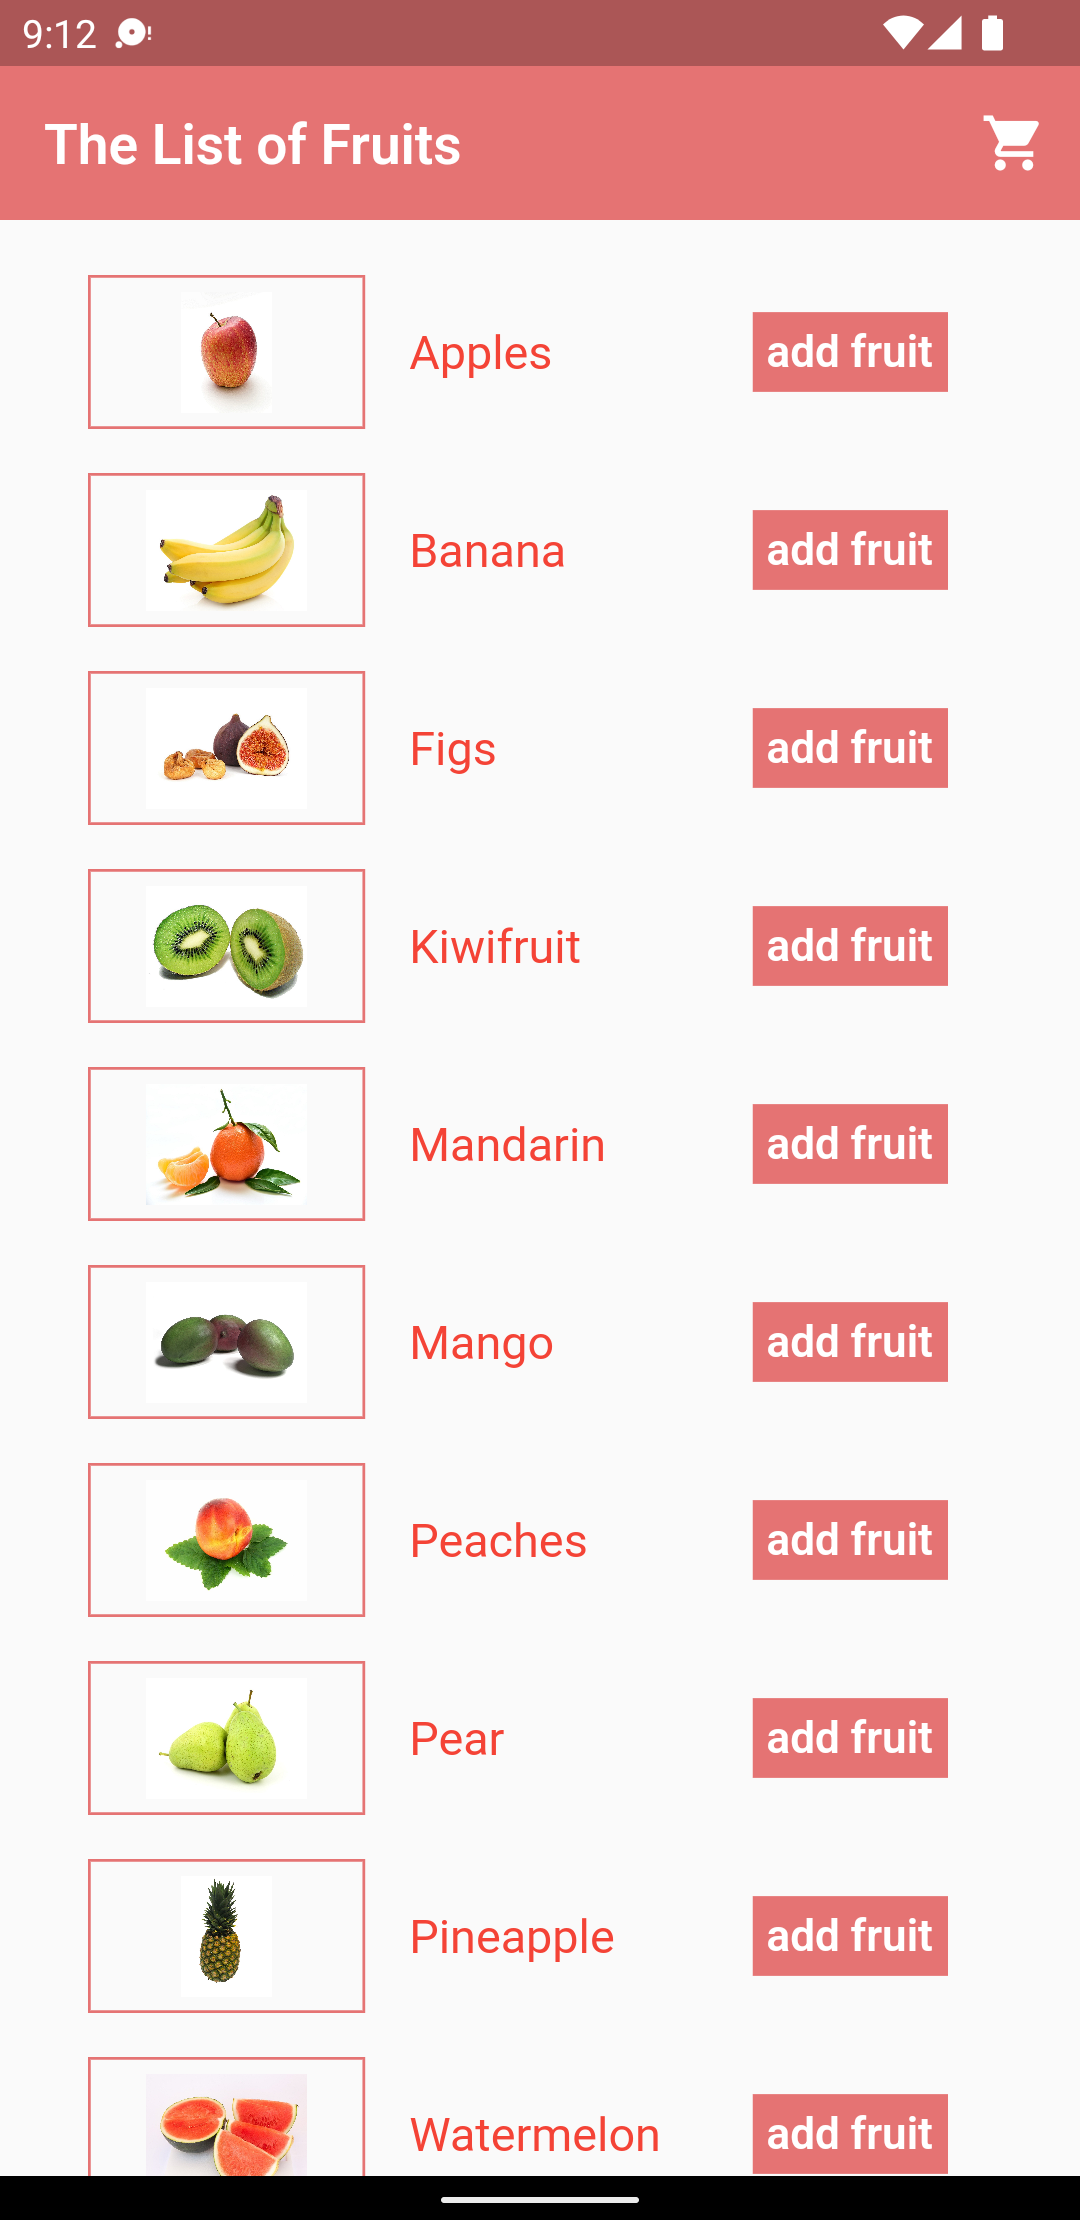 9:12
The List of Fruits
Apples add fruit
Banana add fruit
Figs add fruit
Kiwifruit add fruit
Mandarin add fruit
Mango add fruit
Peaches add fruit
Pear add fruit
Pineapple add fruit
Watermelon add fruit